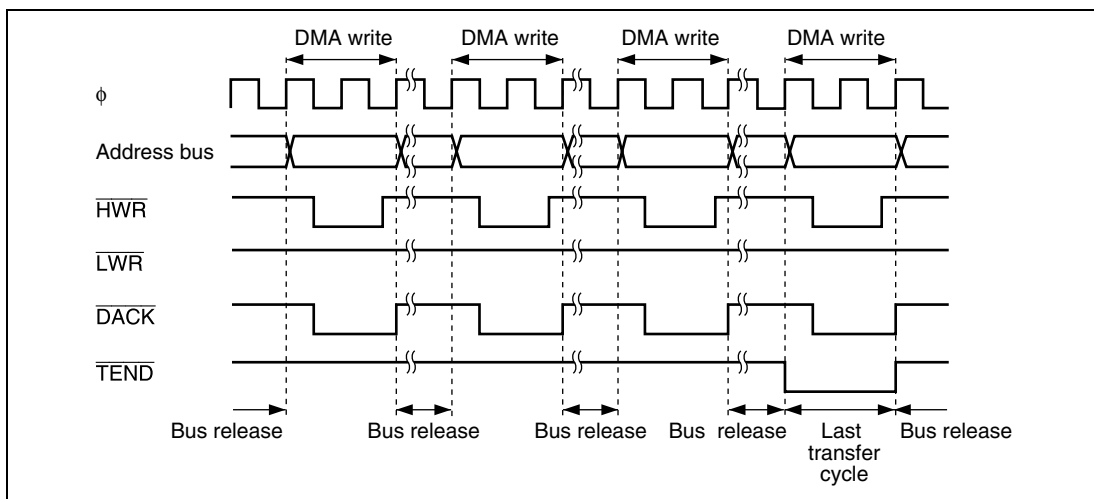 DMA write DMA write DMA write DMA write
ϕ
Address bus
HWR
LWR
DACK
TEND
Bus release Bus release Bus release Bus release Last transfer cycle Bus release